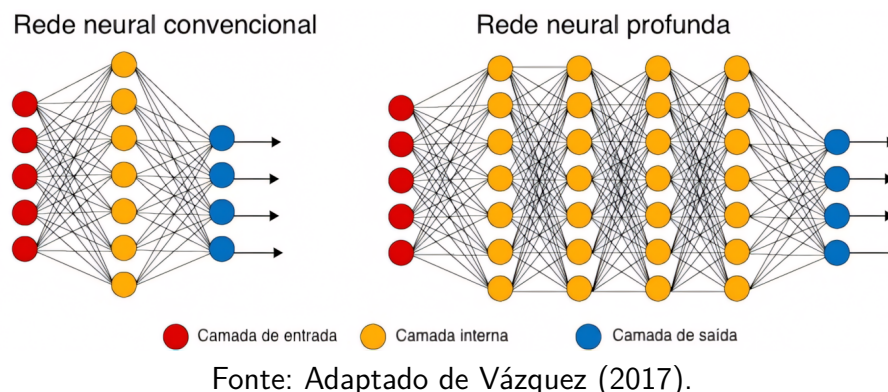 Rede neural convencional
Rede neural profunda
Camada de entrada
Camada interna
Camada de saída
Fonte: Adaptado de Vázquez (2017).